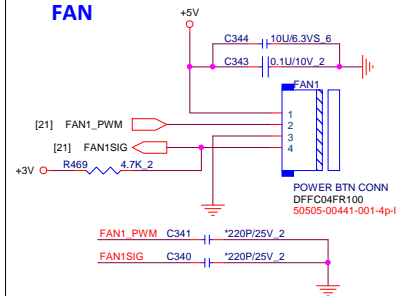 FAN
+5V
C344 10U/6.3VS_6
C343 0.1U/10V_2
FAN1
1
[21] FAN1_PWM 2
3
[21] FAN1SIG 4
R469 4.7K_2
+3V
POWER BTN CONN
DFFC04FR100
50505-00441-001-4p-l
FAN1_PWM C341 *220P/25V_2
FAN1SIG C340 *220P/25V_2